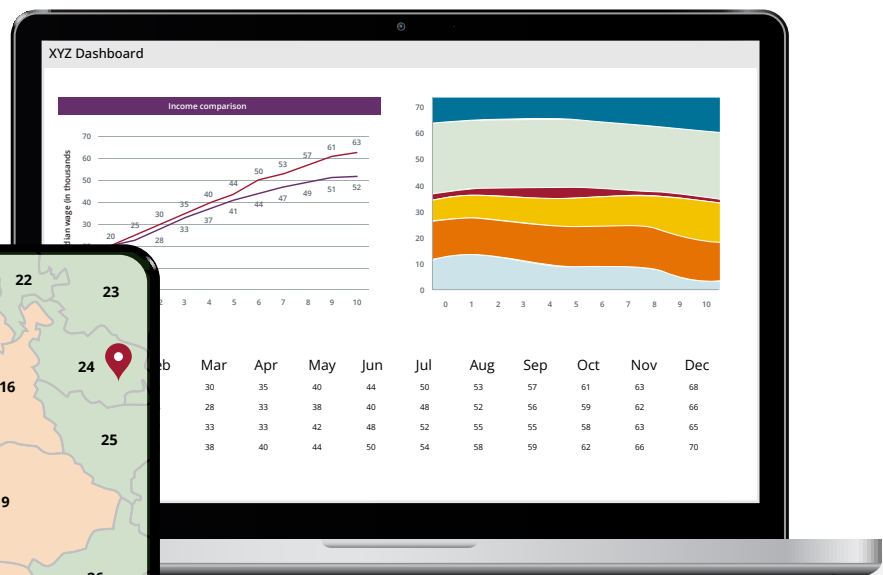 XYZ Dashboard
Income comparison
dian wage (in thousands
70
60
50
40
30
20 25 30 35 40 44 50 53 57 61 63
28 33 37 41 44 47 49 51 52
3 4 5 6 7 8 9 10
70
60
50
40
30
20
10
0
0 1 2 3 4 5 6 7 8 9 10
eb Mar Apr May Jun Jul Aug Sep Oct Nov Dec
30 35 40 44 50 53 57 61 63 68
28 33 38 40 48 52 56 59 62 66
33 33 42 48 52 55 55 58 63 65
38 40 44 50 54 58 59 62 66 70
22
23
24
16
25
9